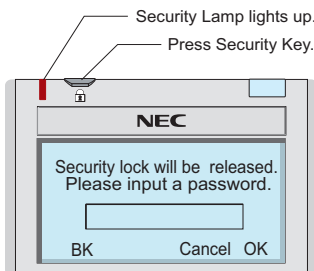 Security Lamp lights up.
Press Security Key.
NEC
Security lock will be released.
Please input a password.
BK Cancel OK